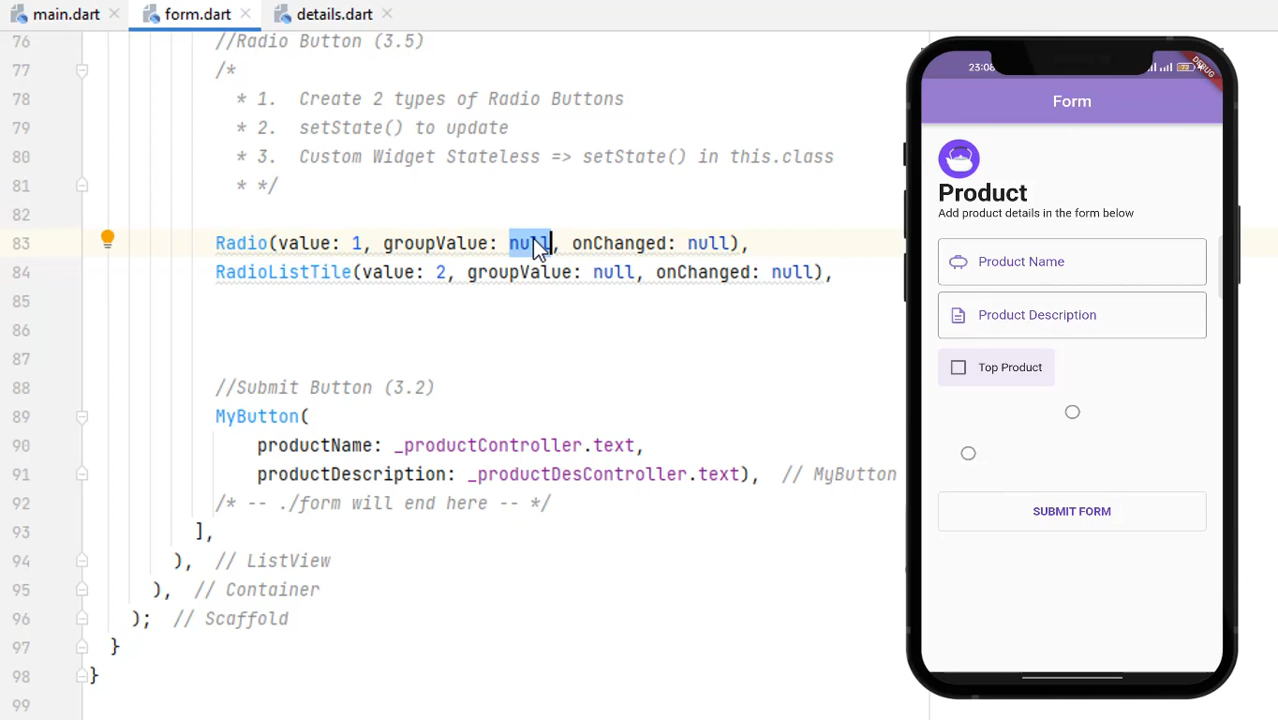 main.dart
form.dart
details.dart
76 //Radio Button (3.5)
77 /*
78 * 1. Create 2 types of Radio Buttons
79 * 2. setState() to update
80 * 3. Custom Widget Stateless => setState() in this.class
81 * */
82
83 Radio(value: 1, groupValue: null, onChanged: null),
84 RadioListTile(value: 2, groupValue: null, onChanged: null),
85
86
87
88 //Submit Button (3.2)
89 MyButton(
90 productName: _productController.text,
91 productDescription: _productDesController.text), // MyButton
92 /* -- ./form will end here -- */
93 ],
94 ), // ListView
95 ), // Container
96 ); // Scaffold
97 }
98 }
99
23:08
DEBUG
Form
Product
Add product details in the form below
Product Name
Product Description
Top Product
SUBMIT FORM